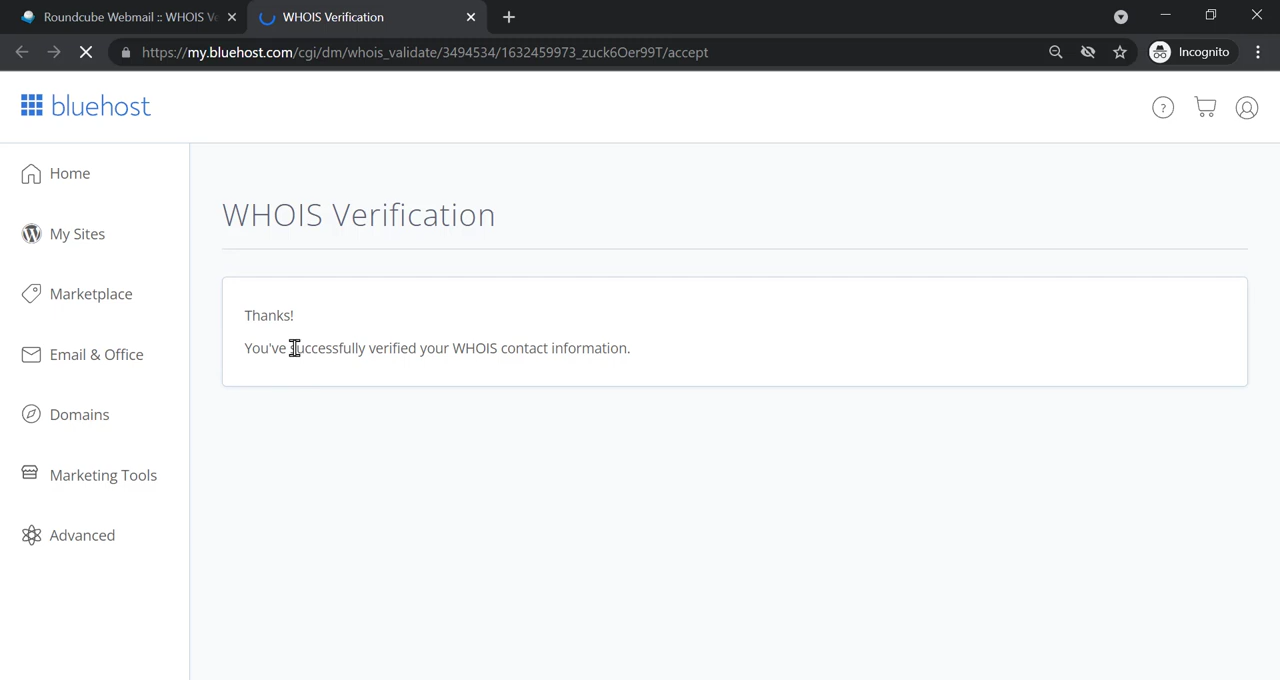 Roundcube Webmail :: WHOIS Ve
WHOIS Verification
https://my.bluehost.com/cgi/dm/whois_validate/3494534/1632459973_zuck6Oer99T/accept
Incognito
bluehost
?
Home
My Sites
Marketplace
Email & Office
Domains
Marketing Tools
Advanced
WHOIS Verification
Thanks!
You've successfully verified your WHOIS contact information.